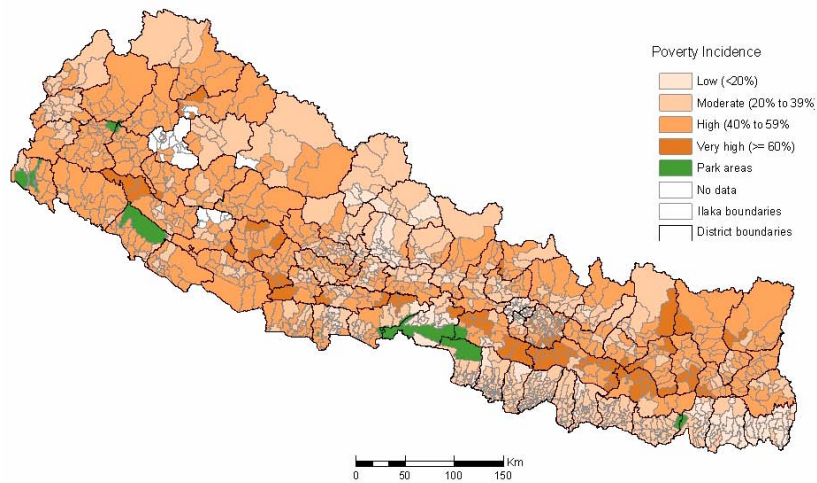 Poverty Incidence
Low (<20%)
Moderate (20% to 39%
High (40% to 59%
Very high (>= 60%)
Park areas
No data
Ilaka boundaries
District boundaries
Km
0 50 100 150